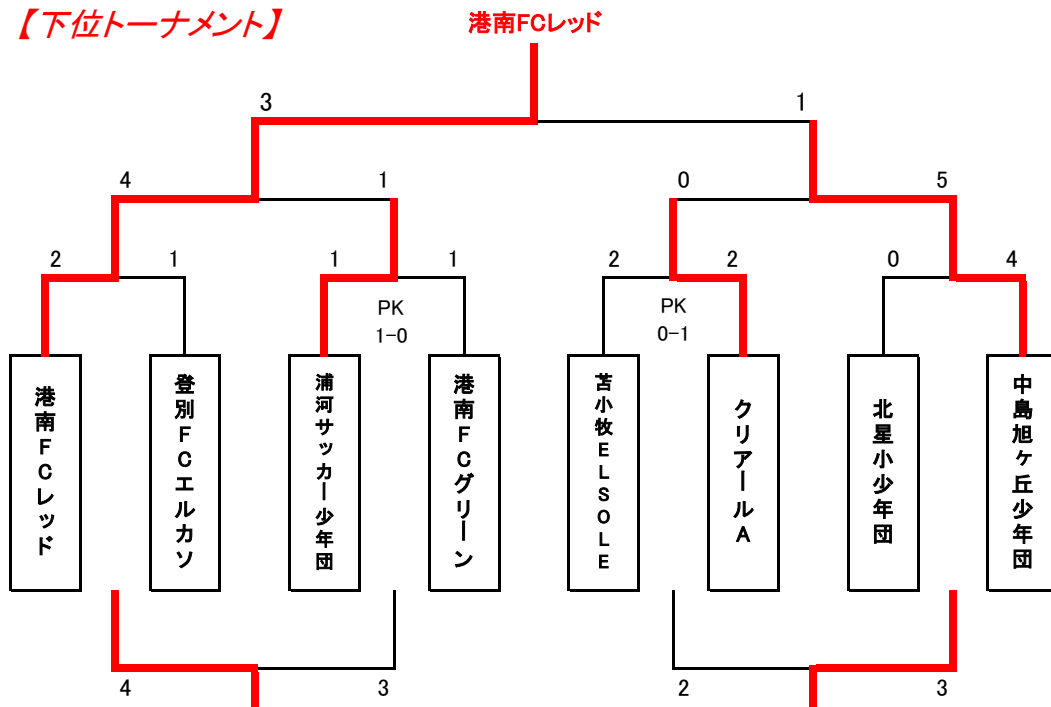 【下位トーナメント】
港南FCレッド
3 1
4 1 0 5
2 1 1 1 2 2 0 4
PK PK
1-0 0-1
港南FCレッド
登別FCエルカソ
浦河サッカー少年団
港南FCグリーン
苫小牧ELSOLE
クリアールA
北星小少年団
中島旭ヶ丘少年団
4 3 2 3